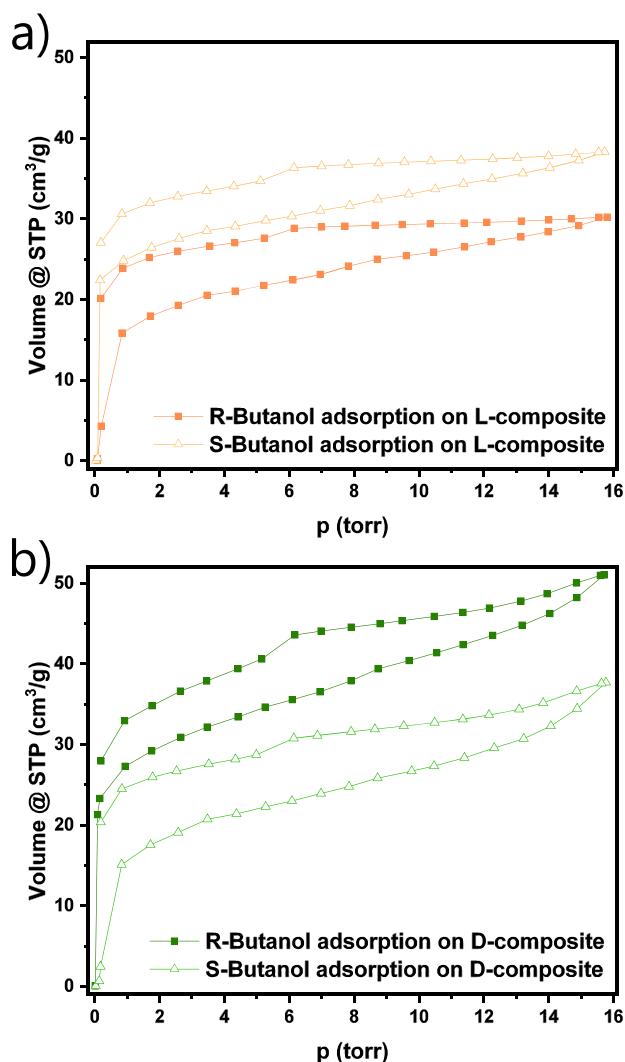 a)
50
40
30
20
10
0
Volume @ STP (cm³/g)
R-Butanol adsorption on L-composite
S-Butanol adsorption on L-composite
0 2 4 6 8 10 12 14 16
p (torr)
b)
50
40
30
20
10
0
Volume @ STP (cm³/g)
R-Butanol adsorption on D-composite
S-Butanol adsorption on D-composite
0 2 4 6 8 10 12 14 16
p (torr)